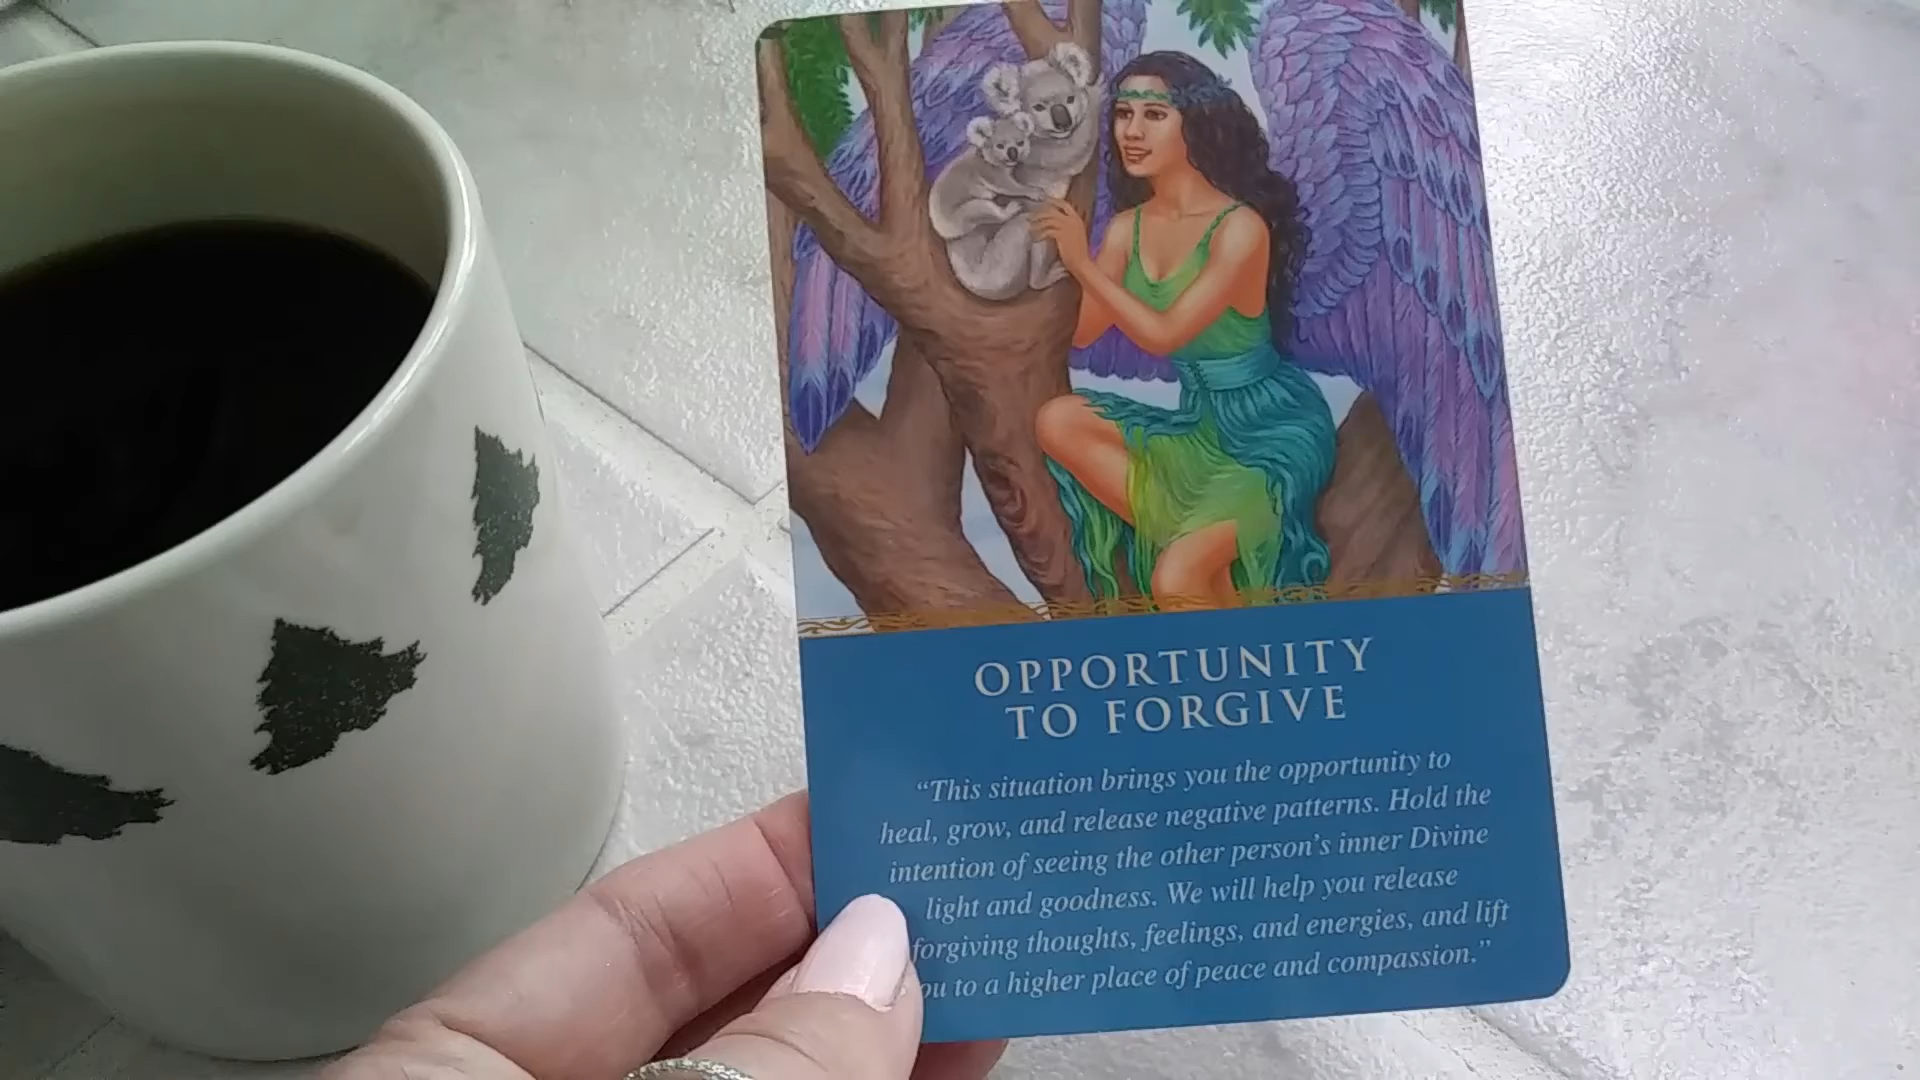 OPPORTUNITY
TO FORGIVE
“This situation brings you the opportunity to
heal, grow, and release negative patterns. Hold the
intention of seeing the other person’s inner Divine
light and goodness. We will help you release
forgiving thoughts, feelings, and energies, and lift
ou to a higher place of peace and compassion.”